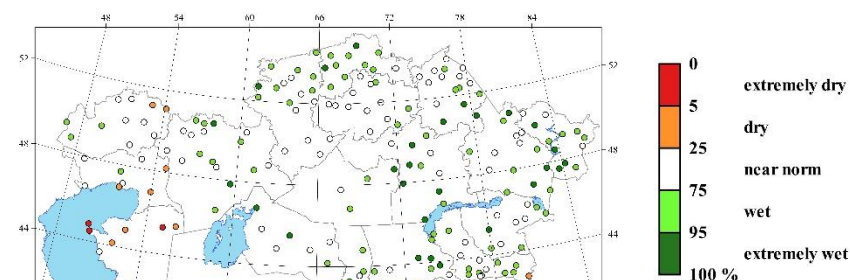 48 54 60 66 72 78 84
52 52
48 48
44 44
0
extremely dry
5
dry
25
near norm
75
wet
95
extremely wet
100 %